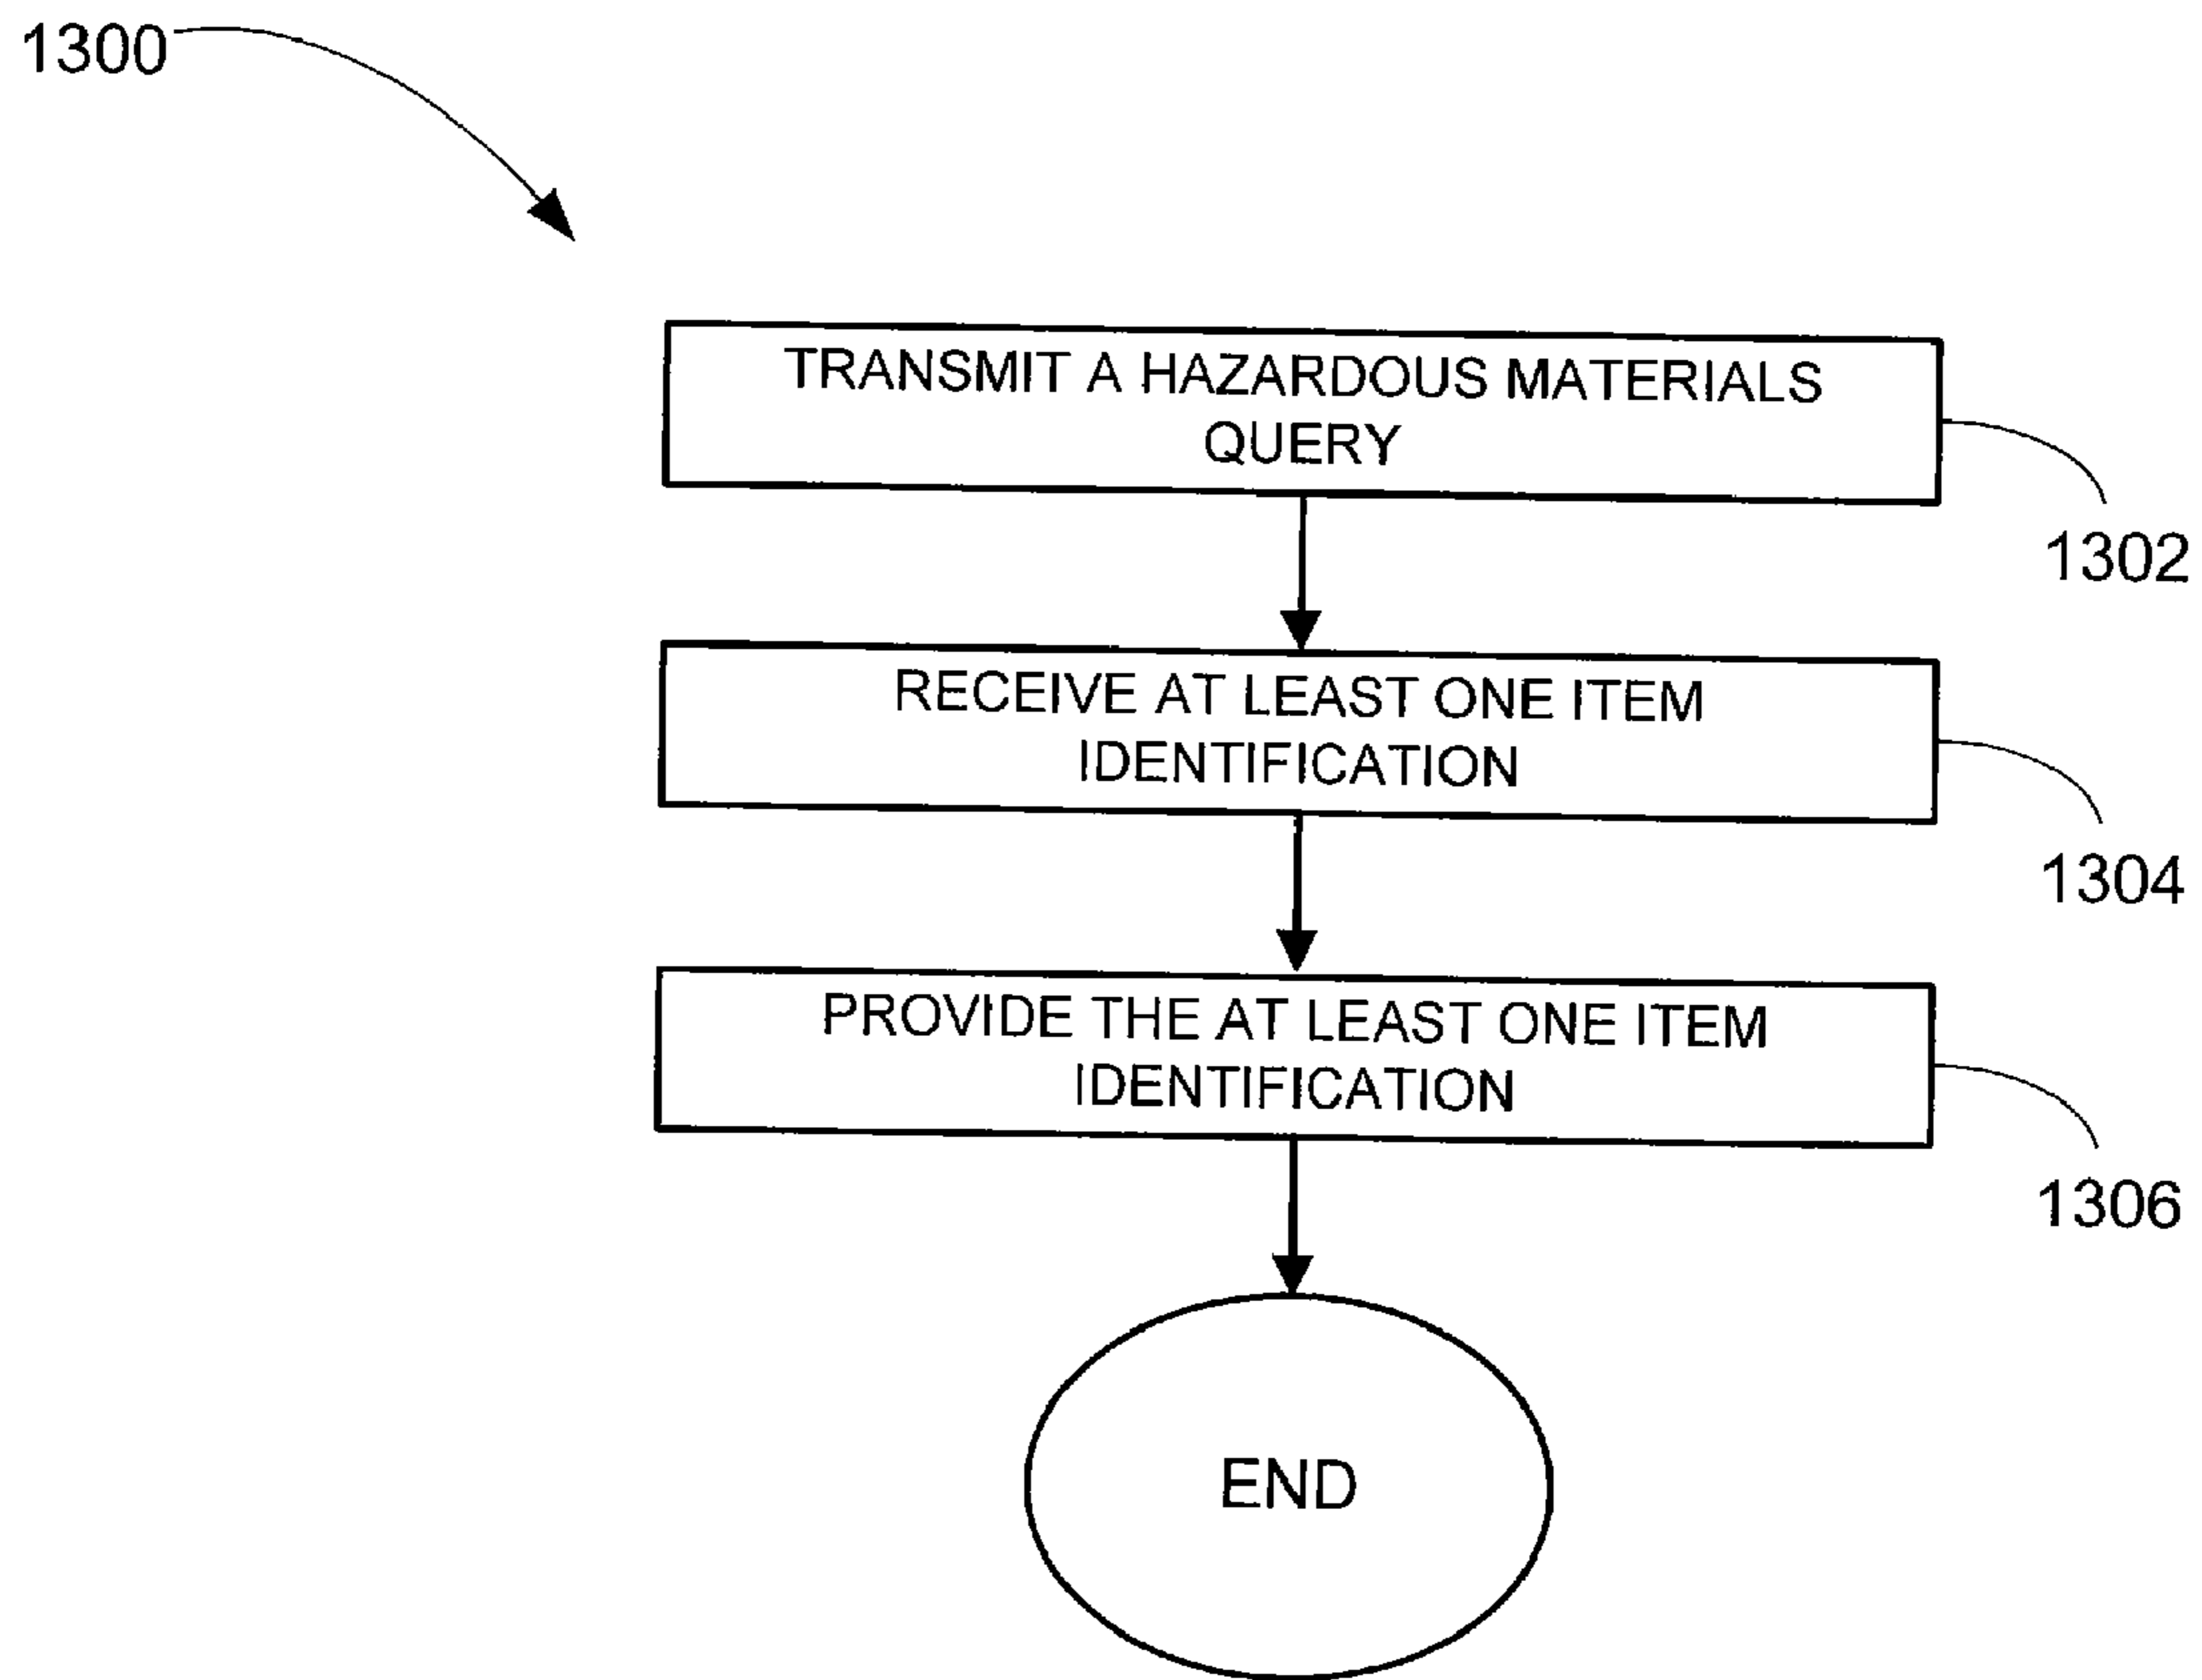 1300
TRANSMIT A HAZARDOUS MATERIALS
QUERY
1302
RECEIVE AT LEAST ONE ITEM
IDENTIFICATION
1304
PROVIDE THE AT LEAST ONE ITEM
IDENTIFICATION
1306
END